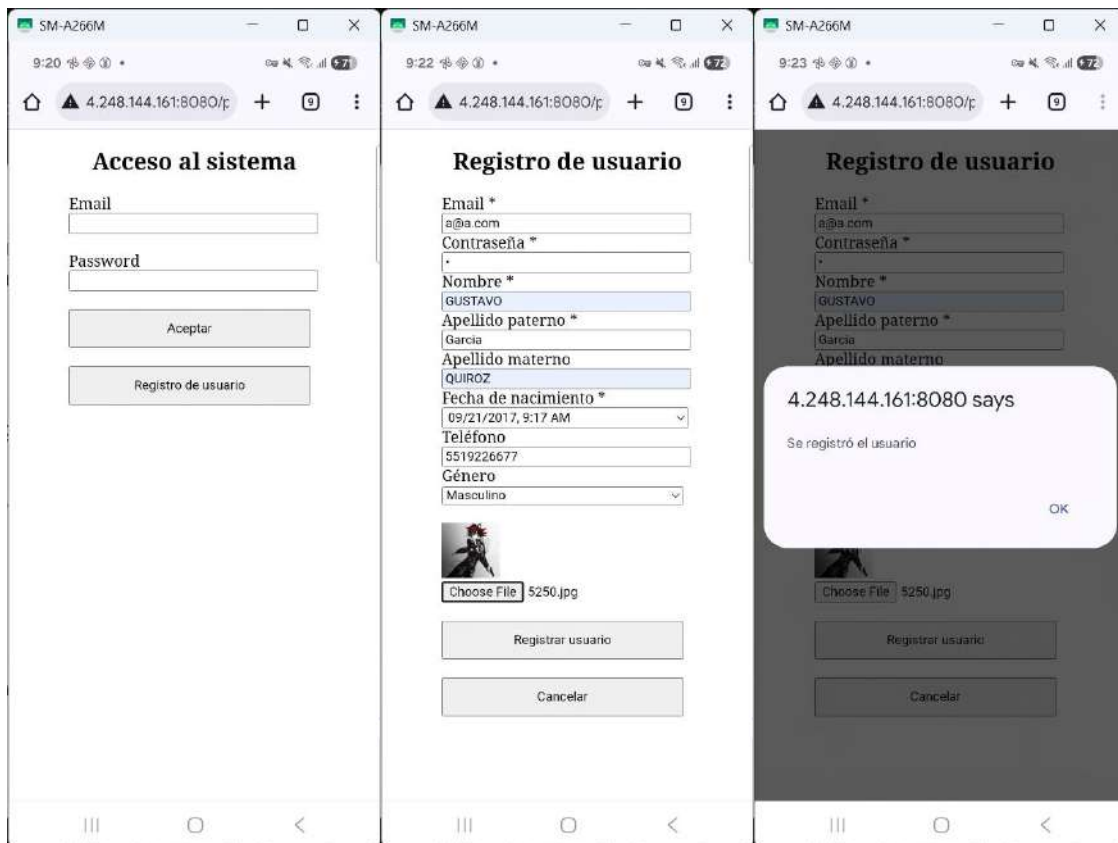 SM-A266M
9:20
71
4.248.144.161:8080/p
9
Acceso al sistema
Email
Password
Aceptar
Registro de usuario
SM-A266M
9:22
72
4.248.144.161:8080/p
9
Registro de usuario
Email *
a@a.com
Contraseña *
Nombre *
GUSTAVO
Apellido paterno *
Garcia
Apellido materno
QUIROZ
Fecha de nacimiento *
09/21/2017, 9:17 AM
Teléfono
5519226677
Género
Masculino
Choose File 5250.jpg
Registrar usuario
Cancelar
SM-A266M
9:23
72
4.248.144.161:8080/p
9
Registro de usuario
Email *
a@a.com
Contraseña *
Nombre *
GUSTAVO
Apellido paterno *
Garcia
Apellido materno
4.248.144.161:8080 says
Se registró el usuario
OK
Choose File 5250.jpg
Registrar usuario
Cancelar